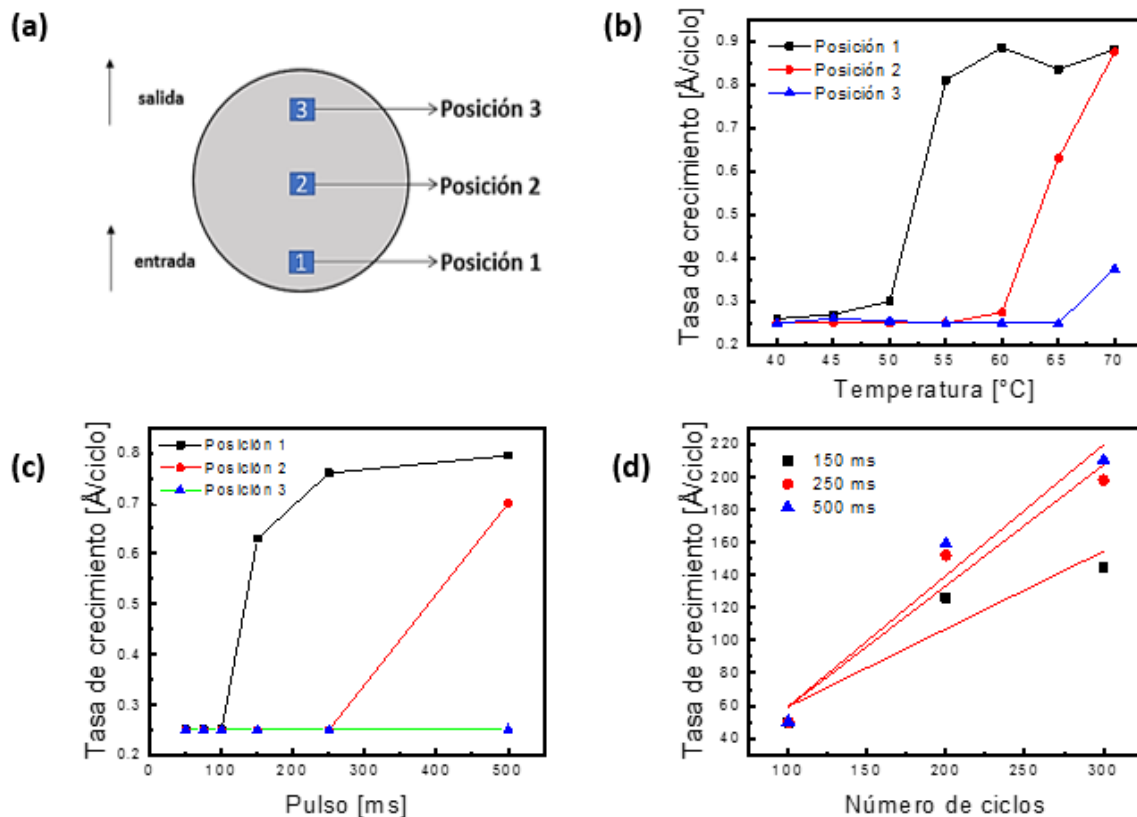 (a)
salida
entrada
3
2
1
Posición 3
Posición 2
Posición 1
(b)
Tasa de crecimiento [Å/ciclo]
0.9
0.8
0.7
0.6
0.5
0.4
0.3
0.2
Posición 1
Posición 2
Posición 3
40 45 50 55 60 65 70
Temperatura [°C]
(c)
Tasa de crecimiento [Å/ciclo]
0.8
0.7
0.6
0.5
0.4
0.3
0.2
Posición 1
Posición 2
Posición 3
0 100 200 300 400 500
Pulso [ms]
(d)
Tasa de crecimiento [Å/ciclo]
220
200
180
160
140
120
100
80
60
40
150 ms
250 ms
500 ms
100 150 200 250 300
Número de ciclos